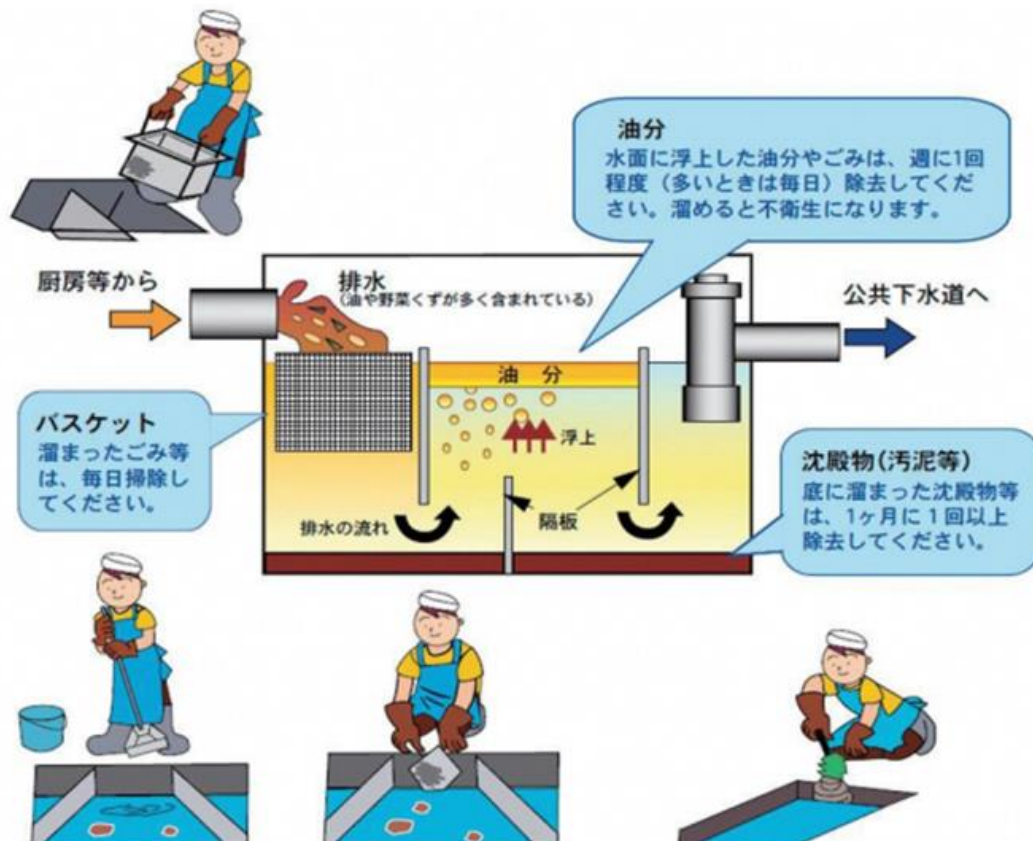 油分
水面に浮上した油分やごみは、週に1回
程度（多いときは毎日）除去してくだ
さい。溜めると不衛生になります。
厨房等から
排水
（油や野菜くずが多く含まれている）
公共下水道へ
油 分
バスケット
溜まったごみ等
は、毎日掃除し
てください。
浮上
沈殿物(汚泥等)
底に溜まった沈殿物等
は、1ヶ月に1回以上
除去してください。
排水の流れ
隔板